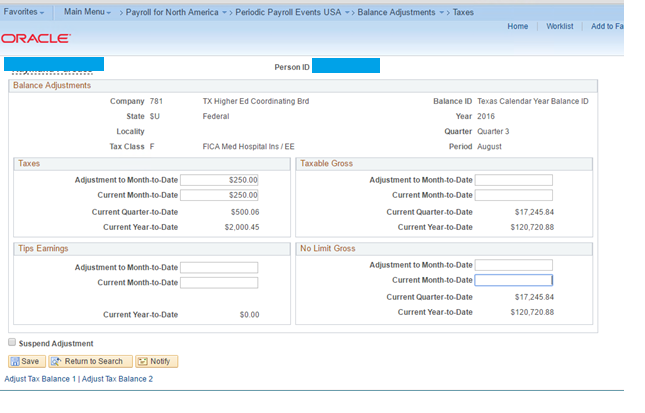 Favorites Main Menu > Payroll for North America > Periodic Payroll Events USA > Balance Adjustments > Taxes
Home Worklist Add to Fa
ORACLE
Person ID
Balance Adjustments
Company 781 TX Higher Ed Coordinating Brd Balance ID Texas Calendar Year Balance ID
State $U Federal Year 2016
Locality Quarter Quarter 3
Tax Class F FICA Med Hospital Ins / EE Period August
Taxes
Adjustment to Month-to-Date $250.00
Current Month-to-Date $250.00
Current Quarter-to-Date $500.06
Current Year-to-Date $2,000.45
Taxable Gross
Adjustment to Month-to-Date
Current Month-to-Date
Current Quarter-to-Date $17,245.84
Current Year-to-Date $120,720.88
Tips Earnings
Adjustment to Month-to-Date
Current Month-to-Date
Current Year-to-Date $0.00
No Limit Gross
Adjustment to Month-to-Date
Current Month-to-Date
Current Quarter-to-Date $17,245.84
Current Year-to-Date $120,720.88
Suspend Adjustment
Save Return to Search Notify
Adjust Tax Balance 1 | Adjust Tax Balance 2